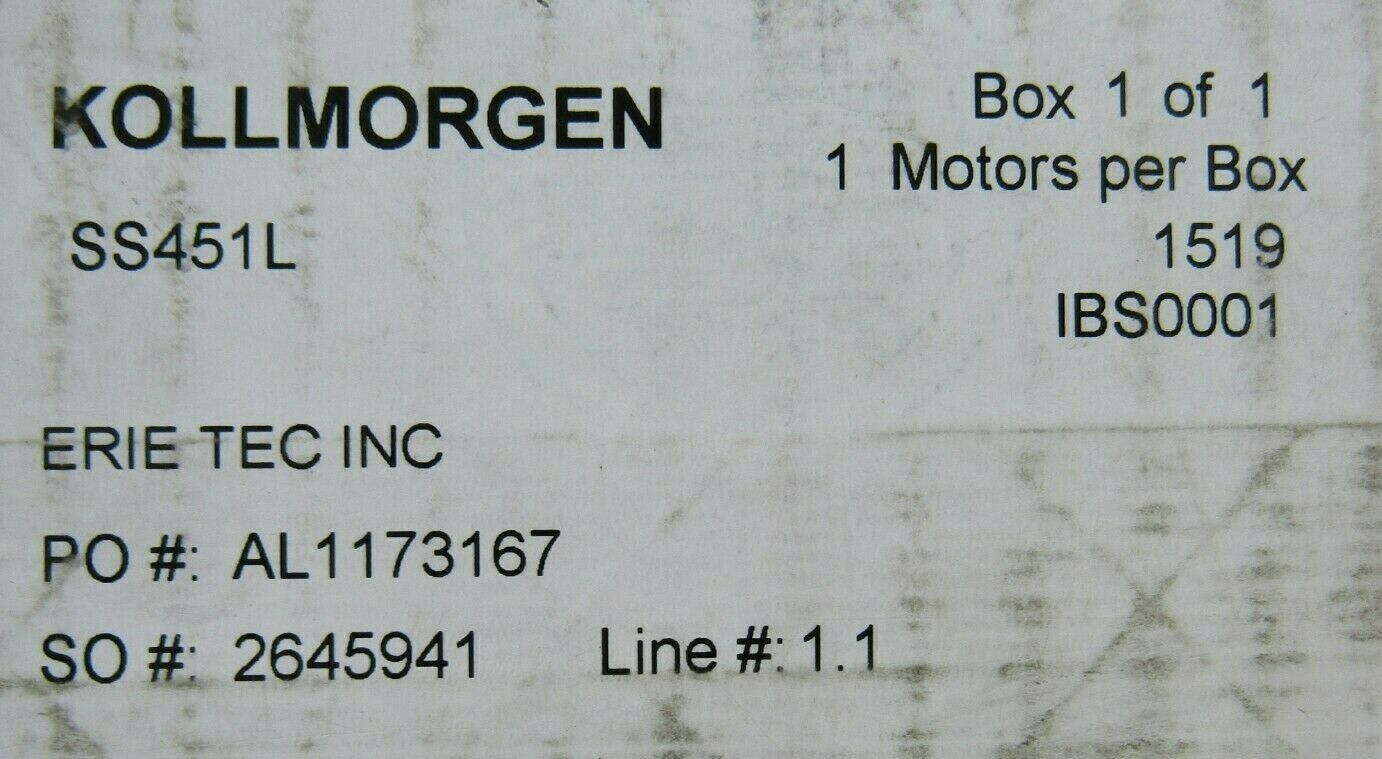 KOLLMORGEN
Box 1 of 1
1 Motors per Box
SS451L
1519
IBS0001
ERIE TEC INC
PO #: AL1173167
SO #: 2645941 Line #: 1.1